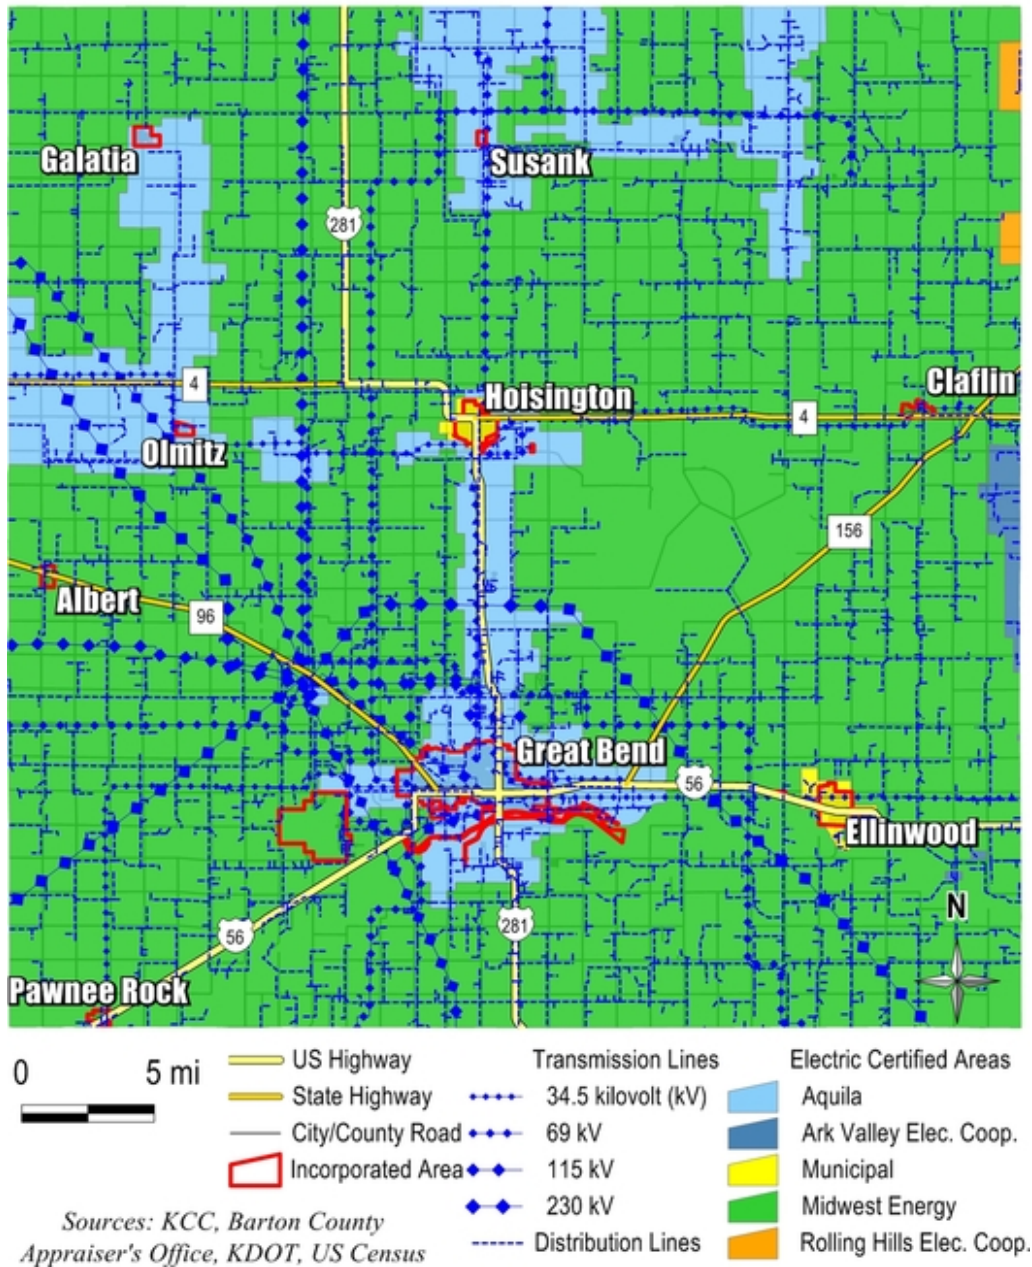 Galatia
Susank
281
Claflin
4
Hoisington
4
Olmitz
156
Albert
96
Great Bend
56
Ellinwood
N
281
56
Pawnee Rock
0 5 mi
US Highway
State Highway
City/County Road
Incorporated Area
Transmission Lines
34.5 kilovolt (kV)
69 kV
115 kV
230 kV
Distribution Lines
Electric Certified Areas
Aquila
Ark Valley Elec. Coop.
Municipal
Midwest Energy
Rolling Hills Elec. Coop.
Sources: KCC, Barton County
Appraiser's Office, KDOT, US Census